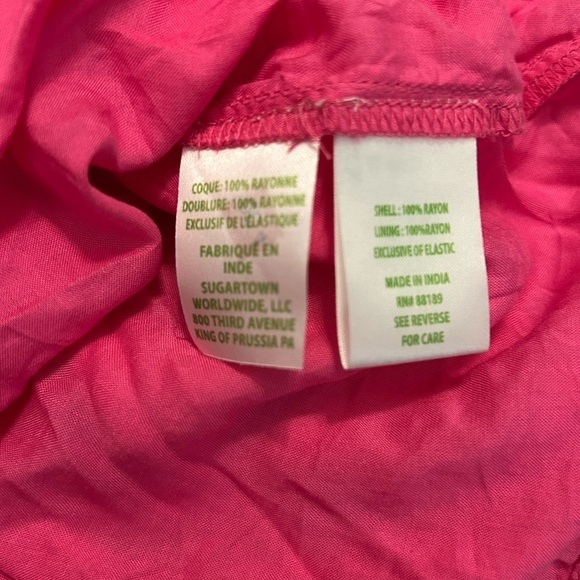 COQUE: 100% RAYONNE
DOUBLURE: 100% RAYONNE
EXCLUSIF DE L'ELASTIQUE
FABRIQUE EN
INDE
SUGARTOWN
WORLDWIDE, LLC
800 THIRD AVENUE
KING OF PRUSSIA PA
SHELL: 100% RAYON
LINING: 100%RAYON
EXCLUSIVE OF ELASTIC
MADE IN INDIA
RN# 88189
SEE REVERSE
FOR CARE